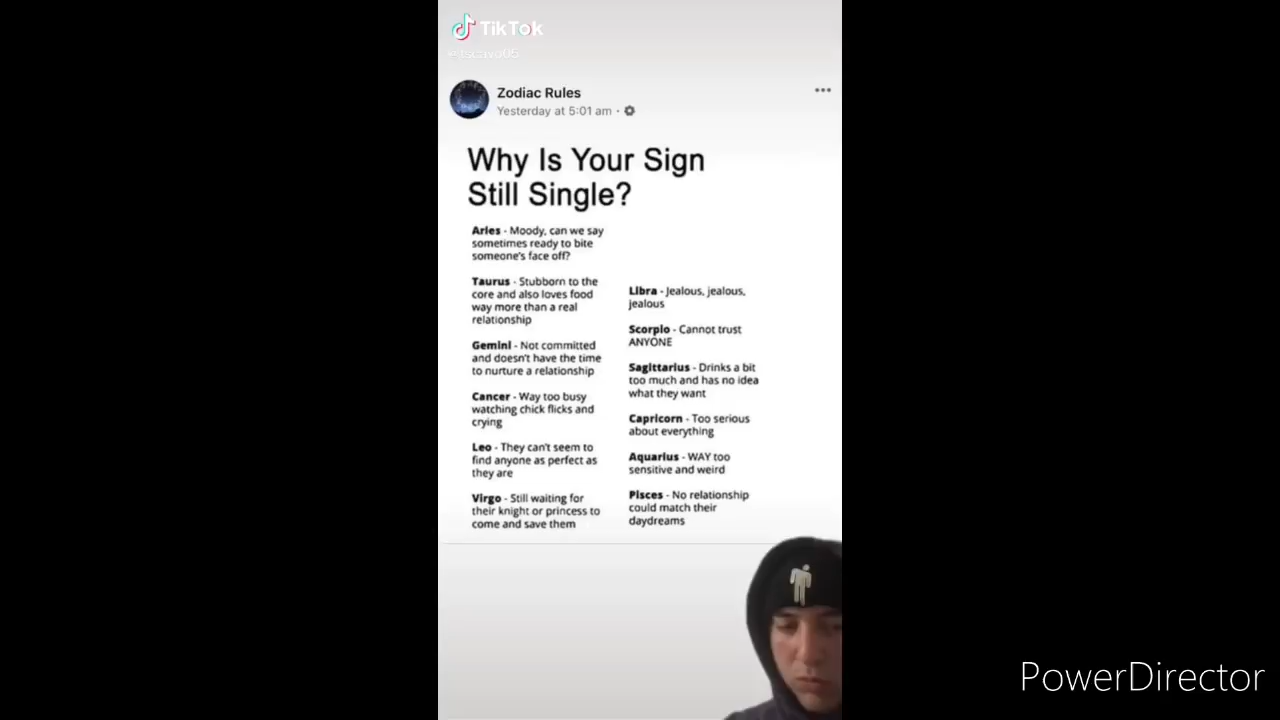 TikTok
Zodiac Rules
Yesterday at 5:01 am ·
Why Is Your Sign
Still Single?
Aries - Moody, can we say
sometimes ready to bite
someone's face off?
Taurus - Stubborn to the
core and also loves food
way more than a real
relationship
Gemini - Not committed
and doesn't have the time
to nurture a relationship
Cancer - Way too busy
watching chick flicks and
crying
Leo - They can't seem to
find anyone as perfect as
they are
Virgo - Still waiting for
their knight or princess to
come and save them
Libra - Jealous, jealous,
jealous
Scorpio - Cannot trust
ANYONE
Sagittarius - Drinks a bit
too much and has no idea
what they want
Capricorn - Too serious
about everything
Aquarius - WAY too
sensitive and weird
Pisces - No relationship
could match their
daydreams
PowerDirector